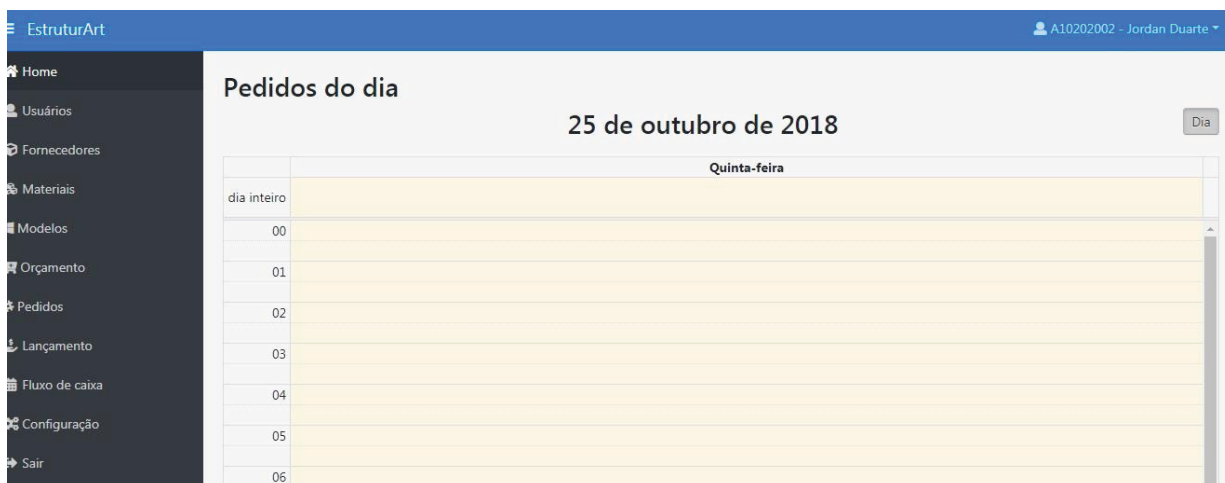 EstruturArt
A10202002 - Jordan Duarte
Home
Usuários
Fornecedores
Materiais
Modelos
Orçamento
Pedidos
Lançamento
Fluxo de caixa
Configuração
Sair
Pedidos do dia
25 de outubro de 2018
Dia
Quinta-feira
dia inteiro
00
01
02
03
04
05
06